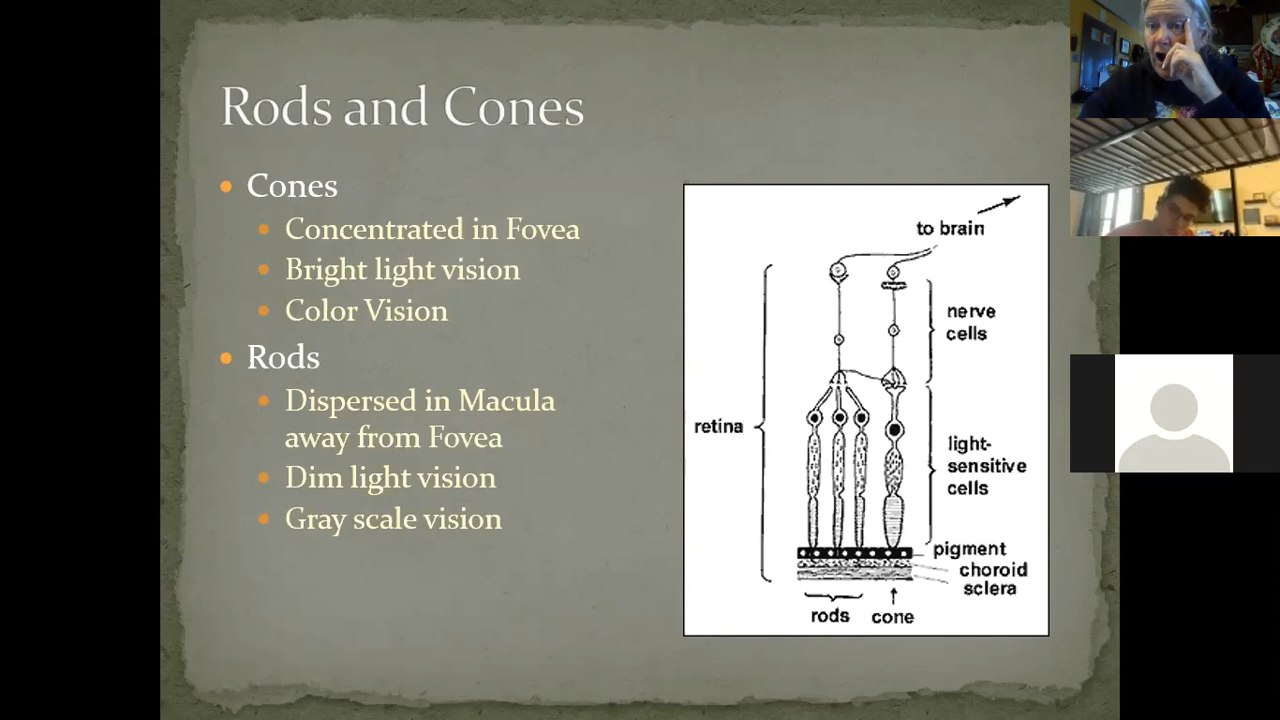 Rods and Cones
Cones
Concentrated in Fovea
Bright light vision
Color Vision
Rods
Dispersed in Macula
away from Fovea
Dim light vision
Gray scale vision
to brain
nerve
cells
retina
light-
sensitive
cells
pigment
choroid
sclera
rods
cone